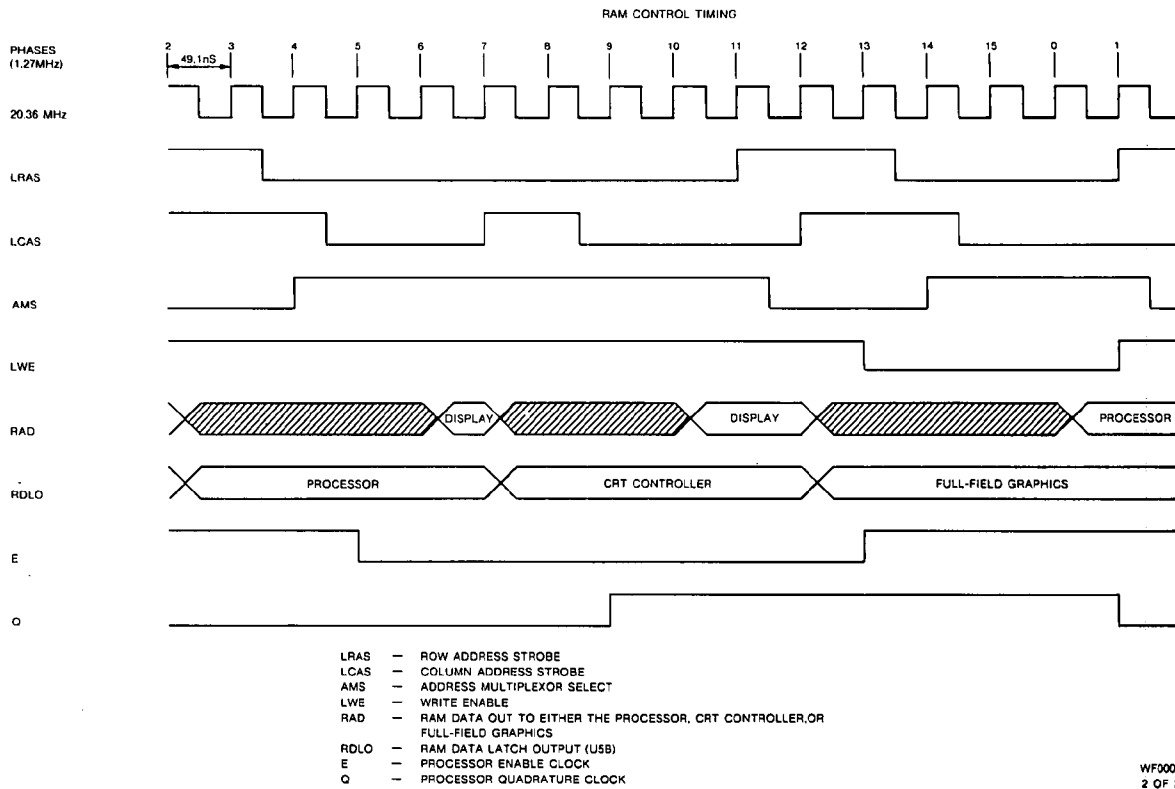 RAM CONTROL TIMING
PHASES
(1.27MHz)
2 3 4 5 6 7 8 9 10 11 12 13 14 15 0 1
49.1nS
20.36 MHz
LRAS
LCAS
AMS
LWE
RAD
DISPLAY
DISPLAY
PROCESSOR
RDLO
PROCESSOR
CRT CONTROLLER
FULL-FIELD GRAPHICS
E
Q
LRAS — ROW ADDRESS STROBE
LCAS — COLUMN ADDRESS STROBE
AMS — ADDRESS MULTIPLEXOR SELECT
LWE — WRITE ENABLE
RAD — RAM DATA OUT TO EITHER THE PROCESSOR, CRT CONTROLLER,OR
FULL-FIELD GRAPHICS
RDLO — RAM DATA LATCH OUTPUT (U5B)
E — PROCESSOR ENABLE CLOCK
Q — PROCESSOR QUADRATURE CLOCK
WF000
2 OF